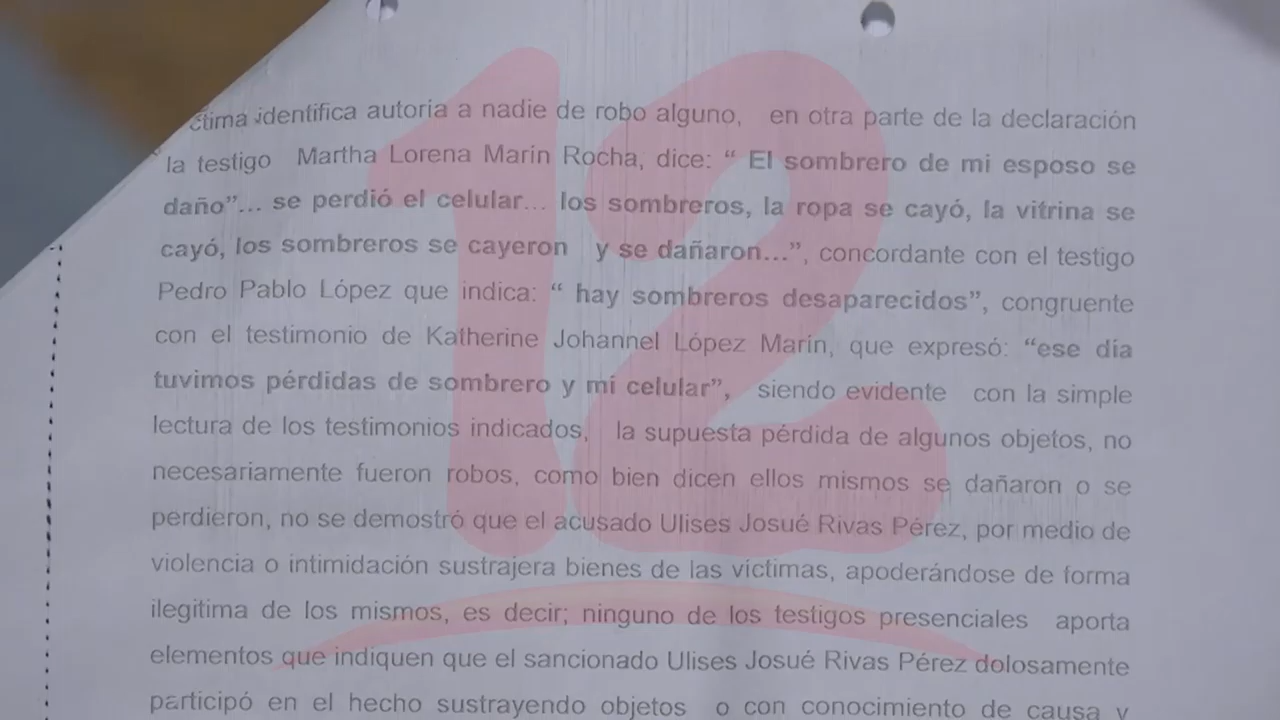 ctima identifica autoria a nadie de robo alguno, en otra parte de la declaración
la testigo Martha Lorena Marin Rocha, dice: “ El sombrero de mi esposo se
daño”... se perdió el celular... los sombreros, la ropa se cayó, la vitrina se
cayó, los sombreros se cayeron y se dañaron...”, concordante con el testigo
Pedro Pablo López que indica: “ hay sombreros desaparecidos”, congruente
con el testimonio de Katherine Johannel López Marin, que expresó: “ese dia
tuvimos pérdidas de sombrero y mi celular”, siendo evidente con la simple
lectura de los testimonios indicados, la supuesta pérdida de algunos objetos, no
necesariamente fueron robos, como bien dicen ellos mismos se dañaron o se
perdieron, no se demostró que el acusado Ulises Josué Rivas Pérez, por medio de
violencia o intimidación sustrajera bienes de las víctimas, apoderándose de forma
ilegitima de los mismos, es decir; ninguno de los testigos presenciales aporta
elementos que indiquen que el sancionado Ulises Josué Rivas Pérez dolosamente
participó en el hecho sustrayendo objetos o con conocimiento de causa y
12